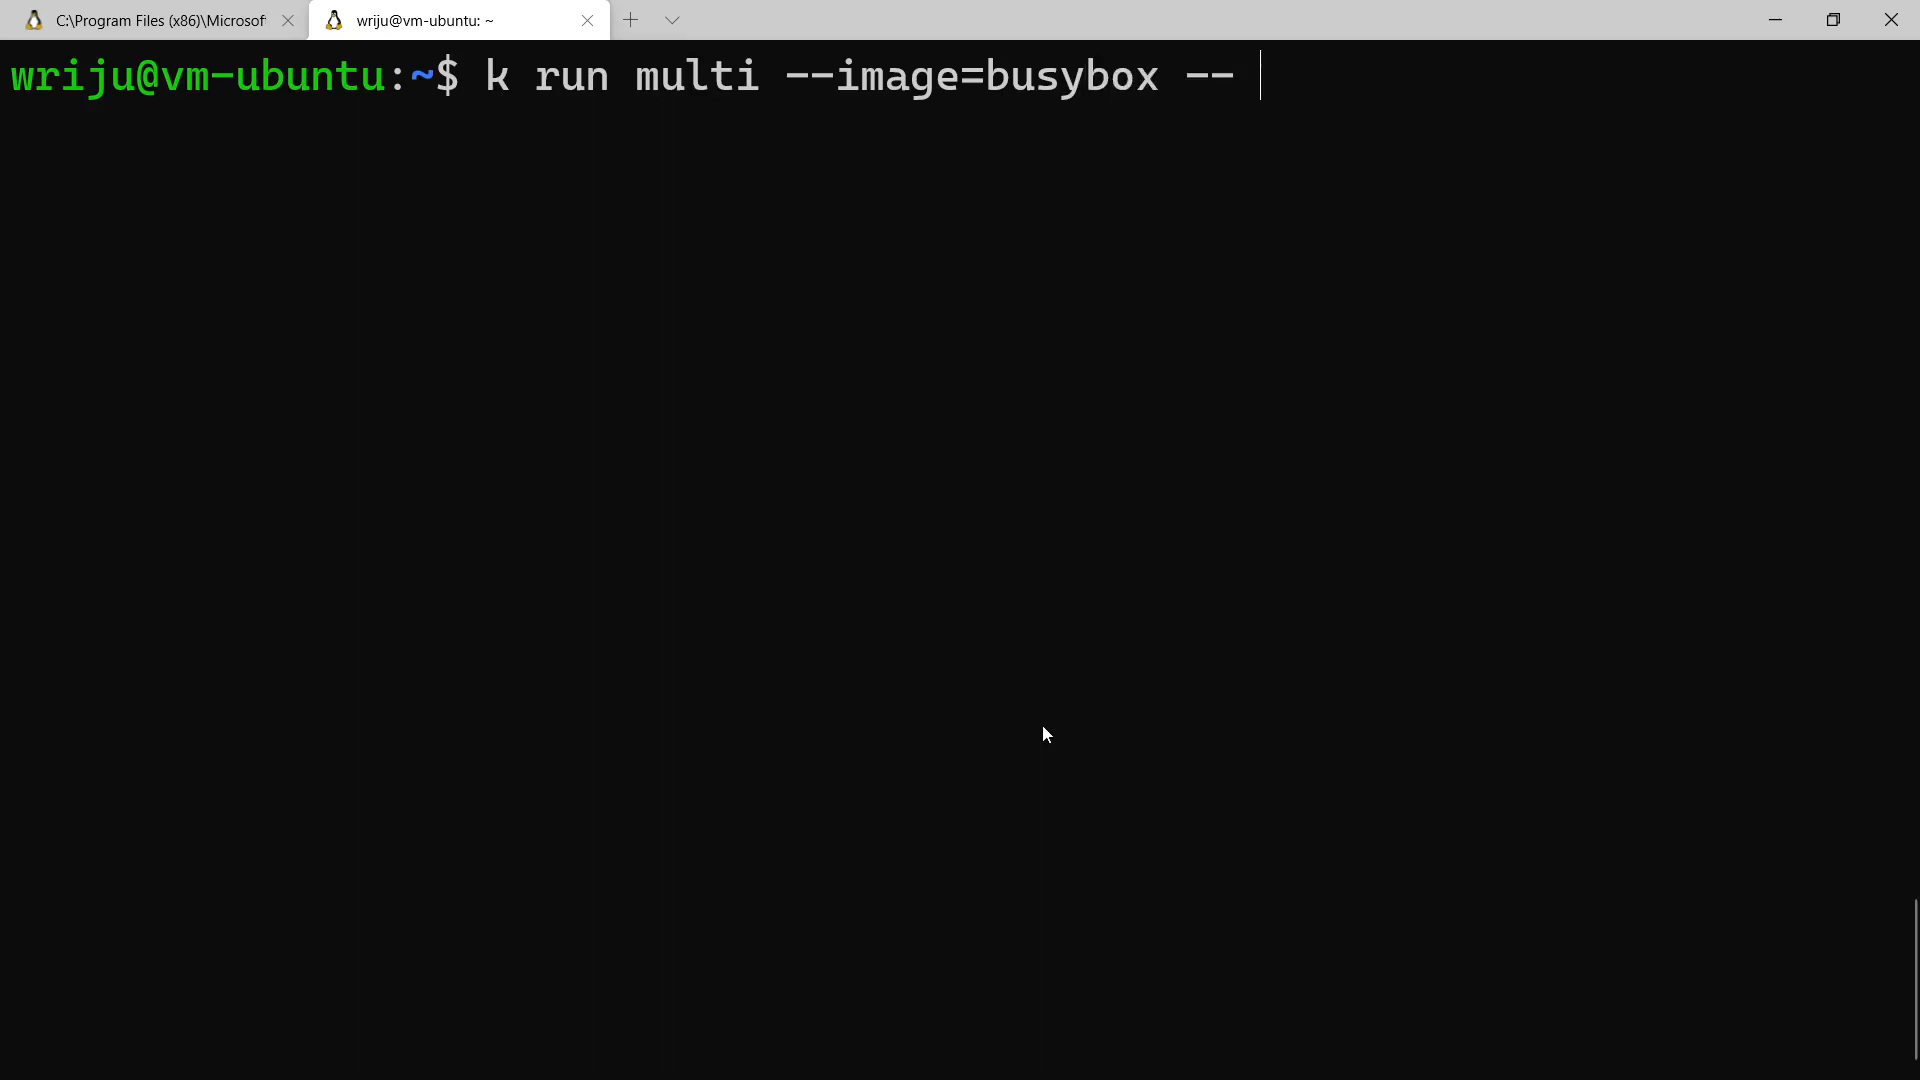 C:\Program Files (x86)\Microsof
wriju@vm-ubuntu: ~
wriju@vm-ubuntu:~$ k run multi --image=busybox --